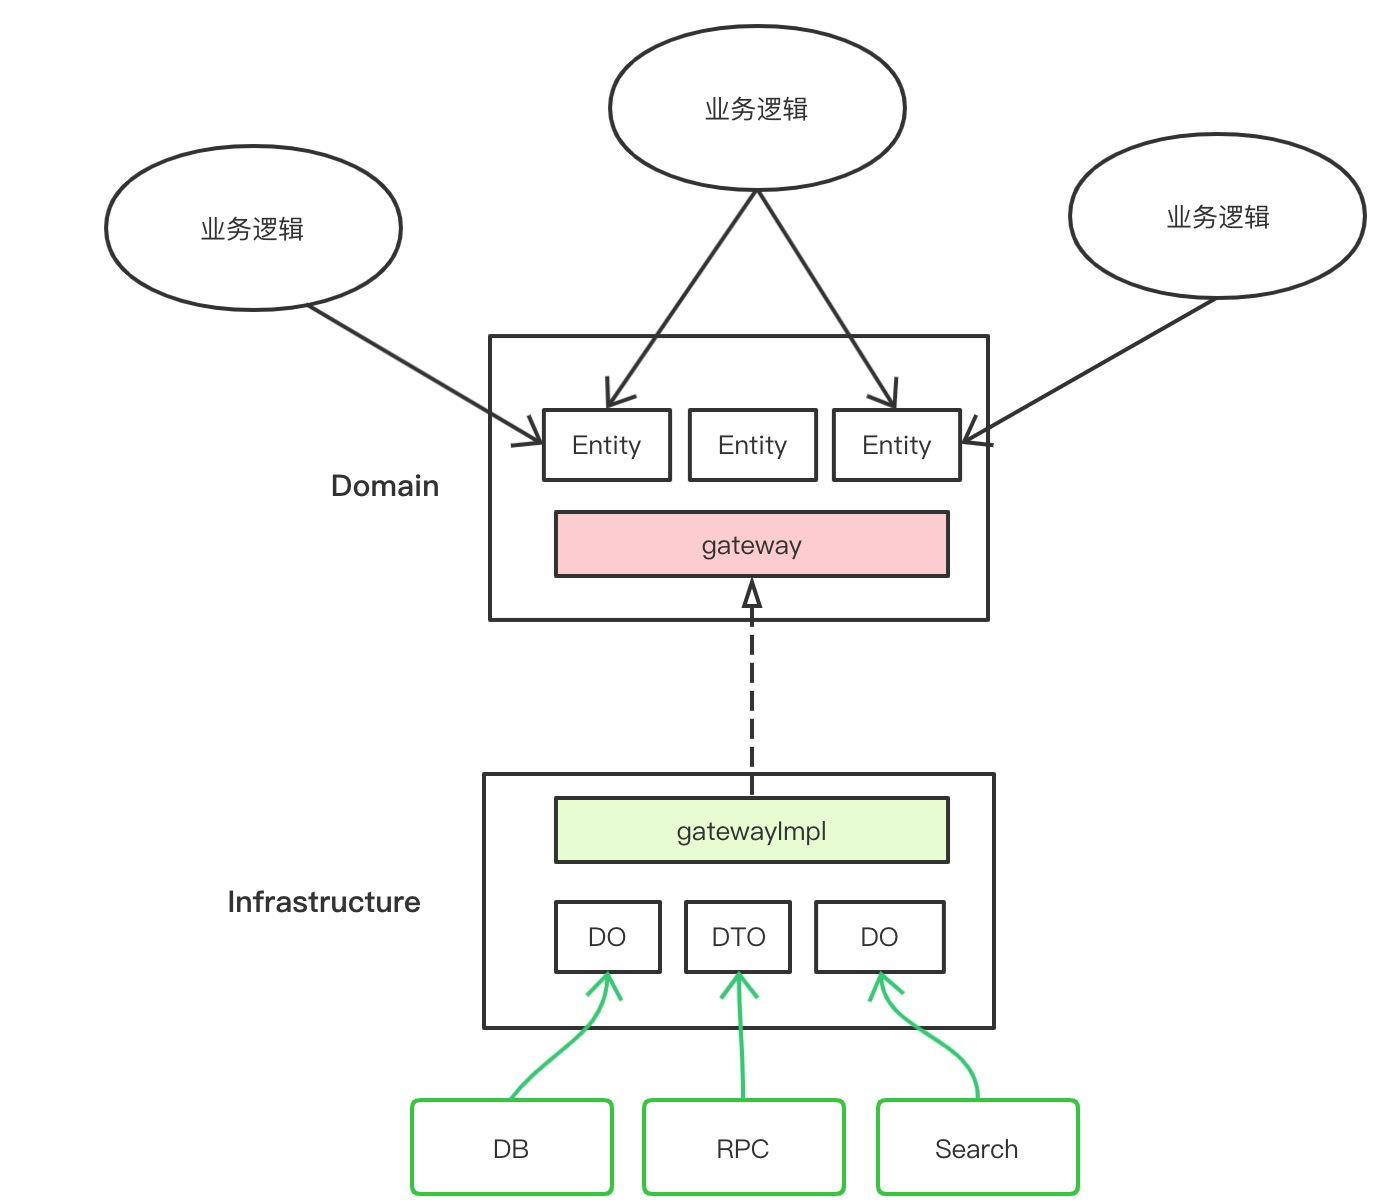 业务逻辑
业务逻辑
业务逻辑
Entity
Entity
Entity
Domain
gateway
gatewayImpl
Infrastructure
DO
DTO
DO
DB
RPC
Search